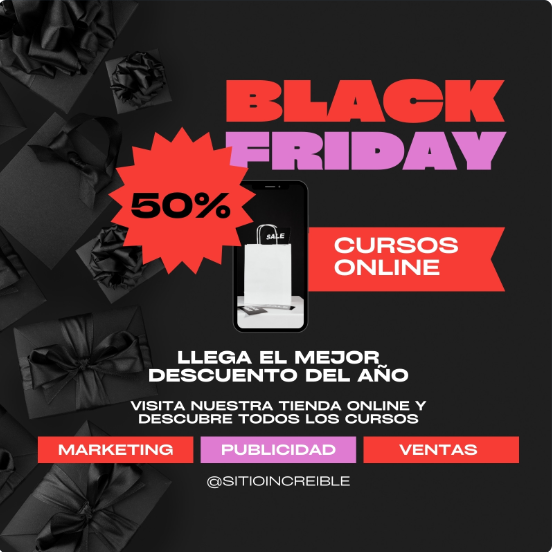 BLACK
FRIDAY
50%
SALE
CURSOS
ONLINE
LLEGA EL MEJOR
DESCUENTO DEL AÑO
VISITA NUESTRA TIENDA ONLINE Y
DESCUBRE TODOS LOS CURSOS
MARKETING
PUBLICIDAD
VENTAS
@SITIOINCREIBLE